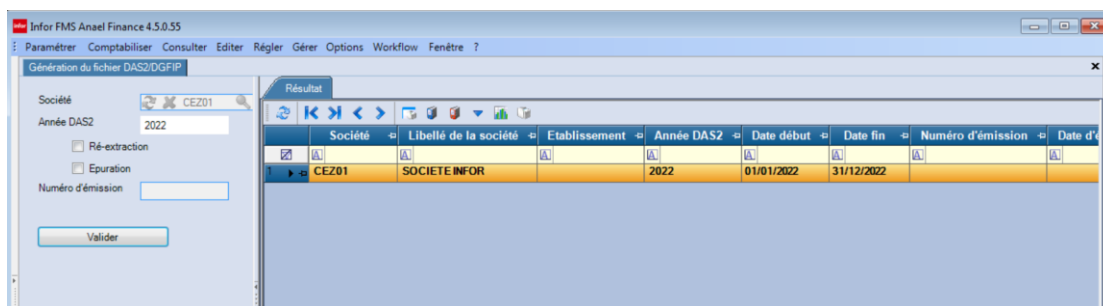 infor Infor FMS Anael Finance 4.5.0.55
Paramétrer Comptabiliser Consulter Editer Régler Gérer Options Workflow Fenêtre ?
Génération du fichier DAS2/DGFIP
Société CEZ01
Année DAS2 2022
Ré-extraction
Epuration
Numéro d'émission
Valider
Résultat
Société Libellé de la société Etablissement Année DAS2 Date début Date fin Numéro d'émission Date d'é
A A A A A A A A
1 CEZ01 SOCIETE INFOR 2022 01/01/2022 31/12/2022